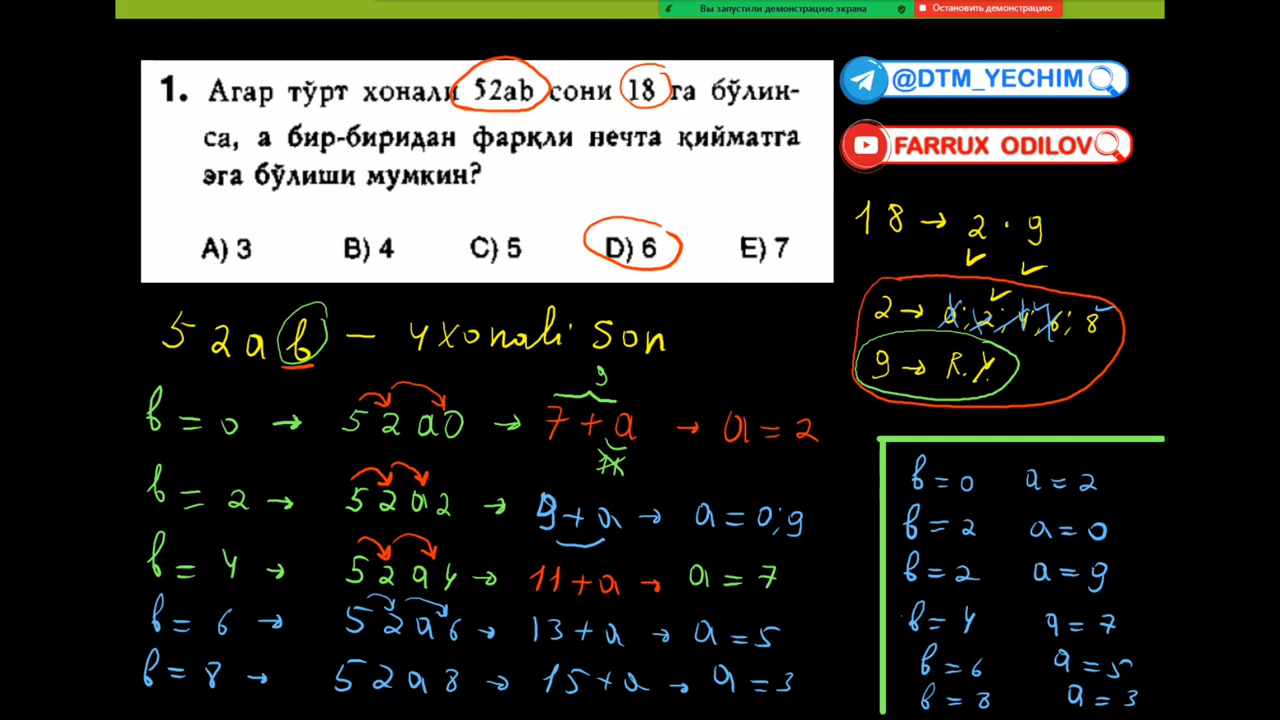 Вы запустили демонстрацию экрана
Остановить демонстрацию
1. Агар тўрт хонали 52ab сони 18 га бўлин-
са, а бир-биридан фарқли нечта қийматга
эга бўлиши мумкин?
A) 3 B) 4 C) 5 D) 6 E) 7
@DTM_YECHIM
FARRUX ODILOV
18 → 2 · 9
2 → 0; 2; 4; 6; 8
9 → R.Y.
52ab – 4 xonali son
9
b = 0 → 52a0 → 7 + a → a = 2
b = 2 → 52a2 → 9 + a → a = 0; 9
b = 4 → 52a4 → 11 + a → a = 7
b = 6 → 52a6 → 13 + a → a = 5
b = 8 → 52a8 → 15 + a → a = 3
b = 0 a = 2
b = 2 a = 0
b = 2 a = 9
b = 4 a = 7
b = 6 a = 5
b = 8 a = 3